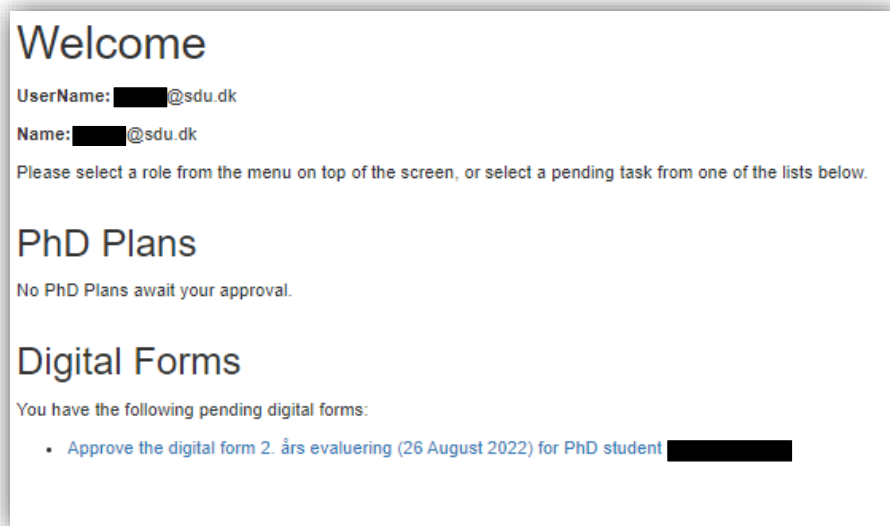 Welcome
UserName: @sdu.dk
Name: @sdu.dk
Please select a role from the menu on top of the screen, or select a pending task from one of the lists below.
PhD Plans
No PhD Plans await your approval.
Digital Forms
You have the following pending digital forms:
• Approve the digital form 2. års evaluering (26 August 2022) for PhD student